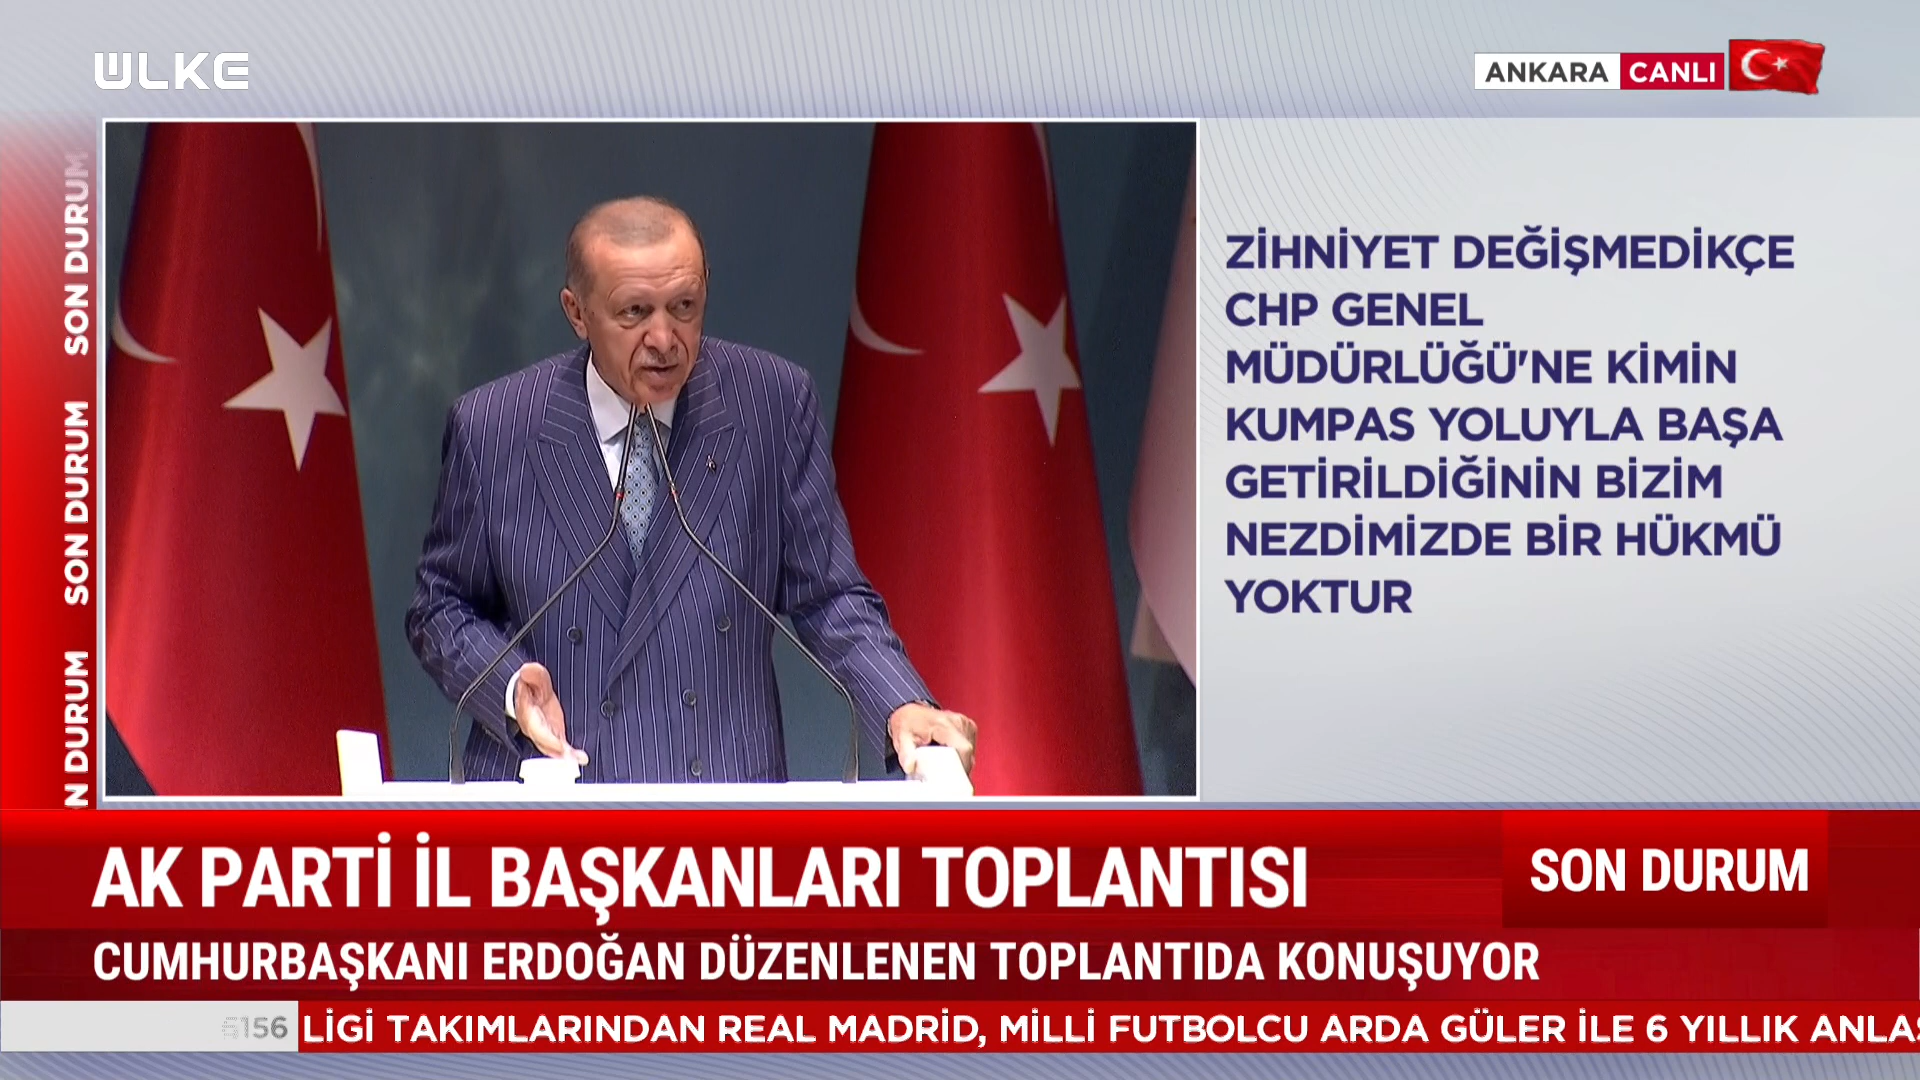 ÜLKE
ANKARA CANLI
SON DURUM
SON DURUM
N DURUM
ZİHNİYET DEĞİŞMEDİKÇE
CHP GENEL
MÜDÜRLÜĞÜ'NE KİMİN
KUMPAS YOLUYLA BAŞA
GETİRİLDİĞİNİN BİZİM
NEZDİMİZDE BİR HÜKMÜ
YOKTUR
AK PARTİ İL BAŞKANLARI TOPLANTISI
SON DURUM
CUMHURBAŞKANI ERDOĞAN DÜZENLENEN TOPLANTIDA KONUŞUYOR
LİGİ TAKIMLARINDAN REAL MADRİD, MİLLİ FUTBOLCU ARDA GÜLER İLE 6 YILLIK ANLAŞ